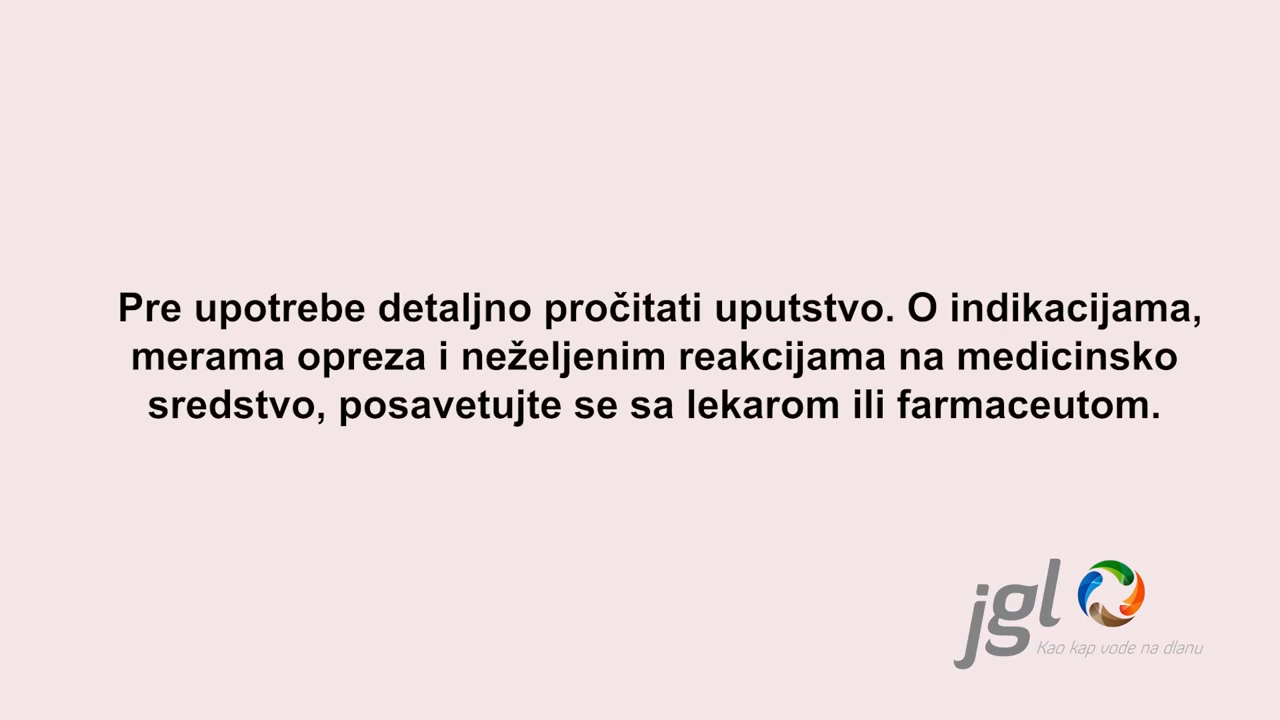 Pre upotrebe detaljno pročitati uputstvo. O indikacijama,
merama opreza i neželjenim reakcijama na medicinsko
sredstvo, posavetujte se sa lekarom ili farmaceutom.
jgl
Kao kap vode na dlanu